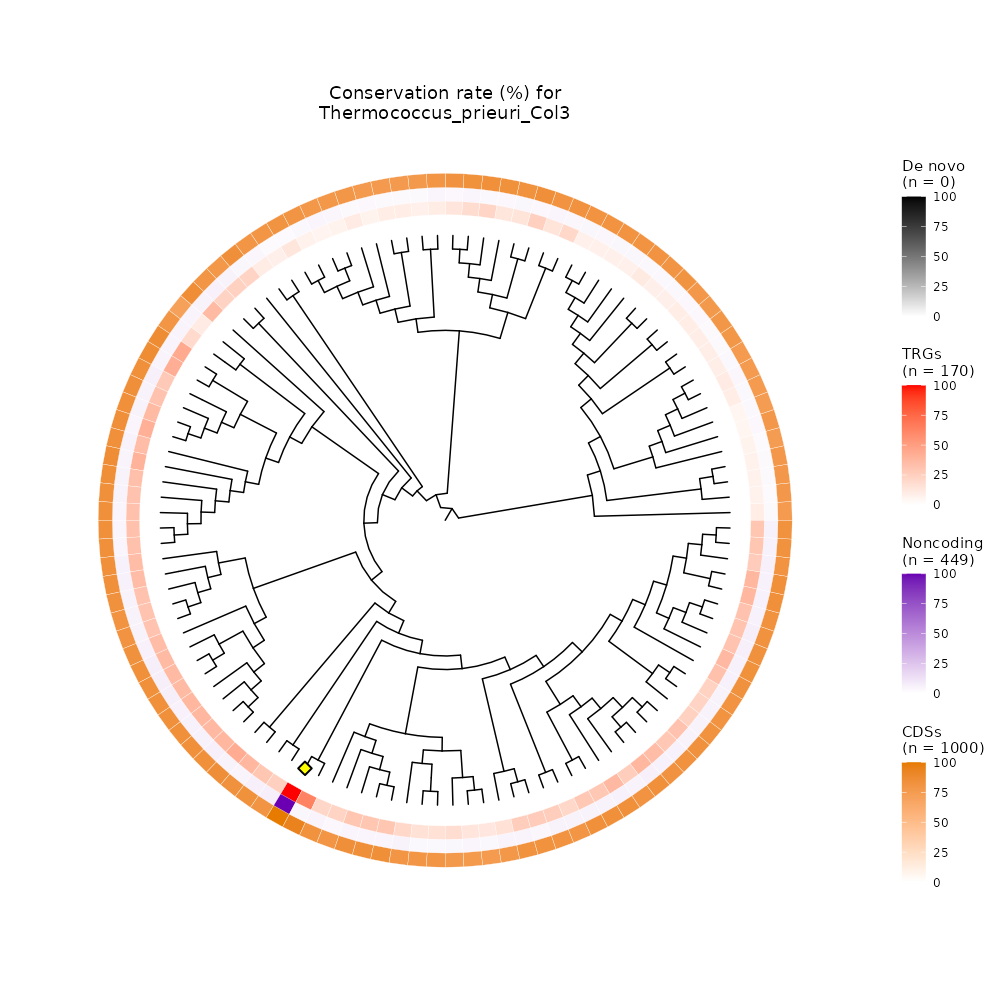 Conservation rate (%) for
Thermococcus_prieuri_Col3
De novo
(n = 0)
100
75
50
25
0
TRGs
(n = 170)
100
75
50
25
0
Noncoding
(n = 449)
100
75
50
25
0
CDSs
(n = 1000)
100
75
50
25
0